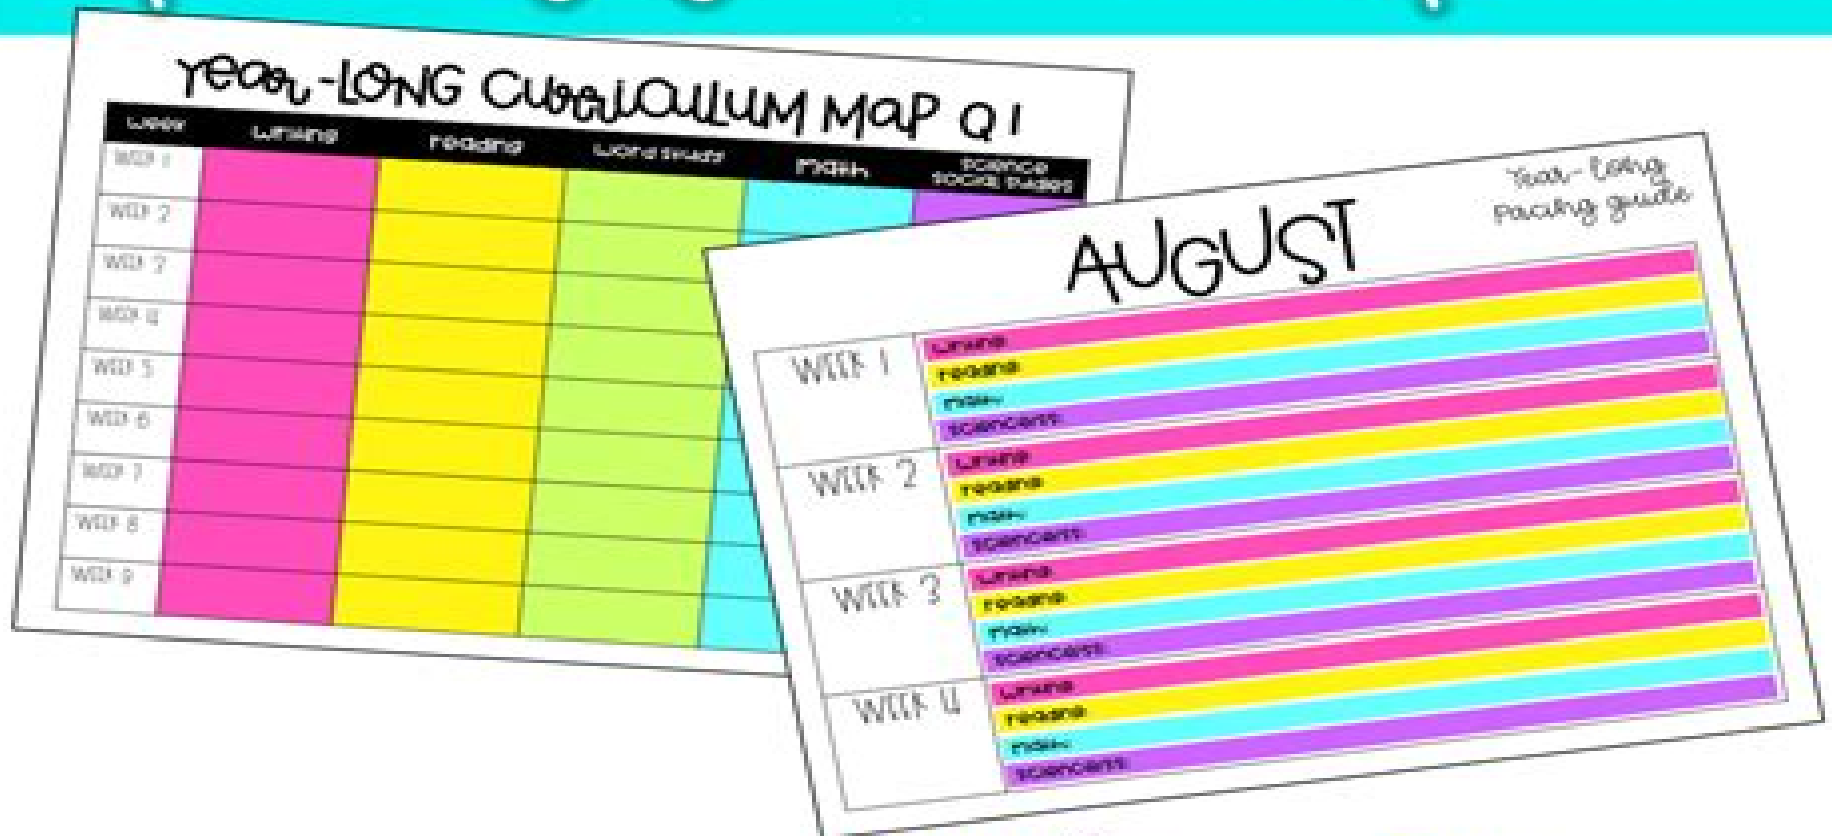 Year-LONG CURRICULUM MAP Q1
week writing reading word study math science social studies
WEEK 1
WEEK 2
WEEK 3
WEEK 4
WEEK 5
WEEK 6
WEEK 7
WEEK 8
WEEK 9
Year-Long
pacing guide
AUGUST
WEEK 1
writing:
reading:
math:
science/ss:
WEEK 2
writing:
reading:
math:
science/ss:
WEEK 3
writing:
reading:
math:
science/ss:
WEEK 4
writing:
reading:
math:
science/ss: